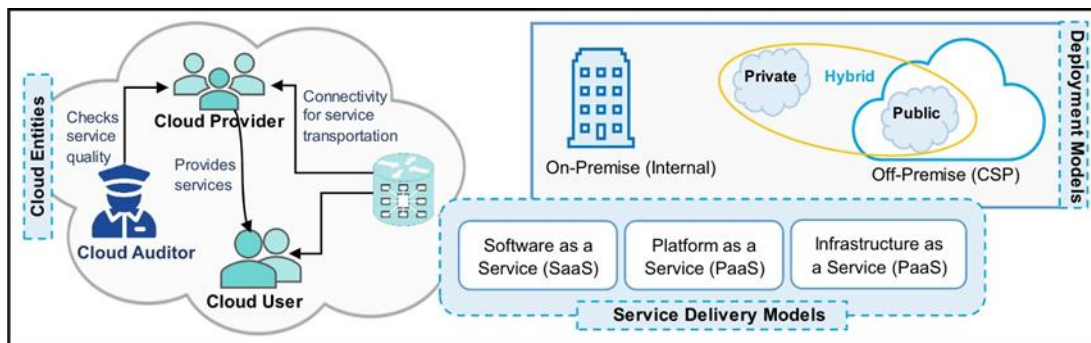 Cloud Entities
Checks
service
quality
Cloud Provider
Connectivity
for service
transportation
Provides
services
Cloud Auditor
Cloud User
Private
Hybrid
Public
On-Premise (Internal)
Off-Premise (CSP)
Deployment Models
Software as a
Service (SaaS)
Platform as a
Service (PaaS)
Infrastructure as
a Service (PaaS)
Service Delivery Models